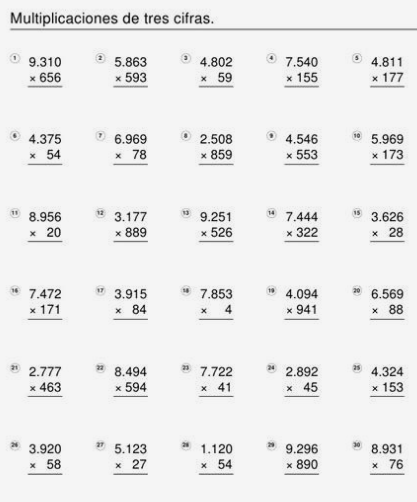 Multiplicaciones de tres cifras.
1 9.310 2 5.863 3 4.802 4 7.540 5 4.811
× 656 × 593 × 59 × 155 × 177
6 4.375 7 6.969 8 2.508 9 4.546 10 5.969
× 54 × 78 × 859 × 553 × 173
11 8.956 12 3.177 13 9.251 14 7.444 15 3.626
× 20 × 889 × 526 × 322 × 28
16 7.472 17 3.915 18 7.853 19 4.094 20 6.569
× 171 × 84 × 4 × 941 × 88
21 2.777 22 8.494 23 7.722 24 2.892 25 4.324
× 463 × 594 × 41 × 45 × 153
26 3.920 27 5.123 28 1.120 29 9.296 30 8.931
× 58 × 27 × 54 × 890 × 76